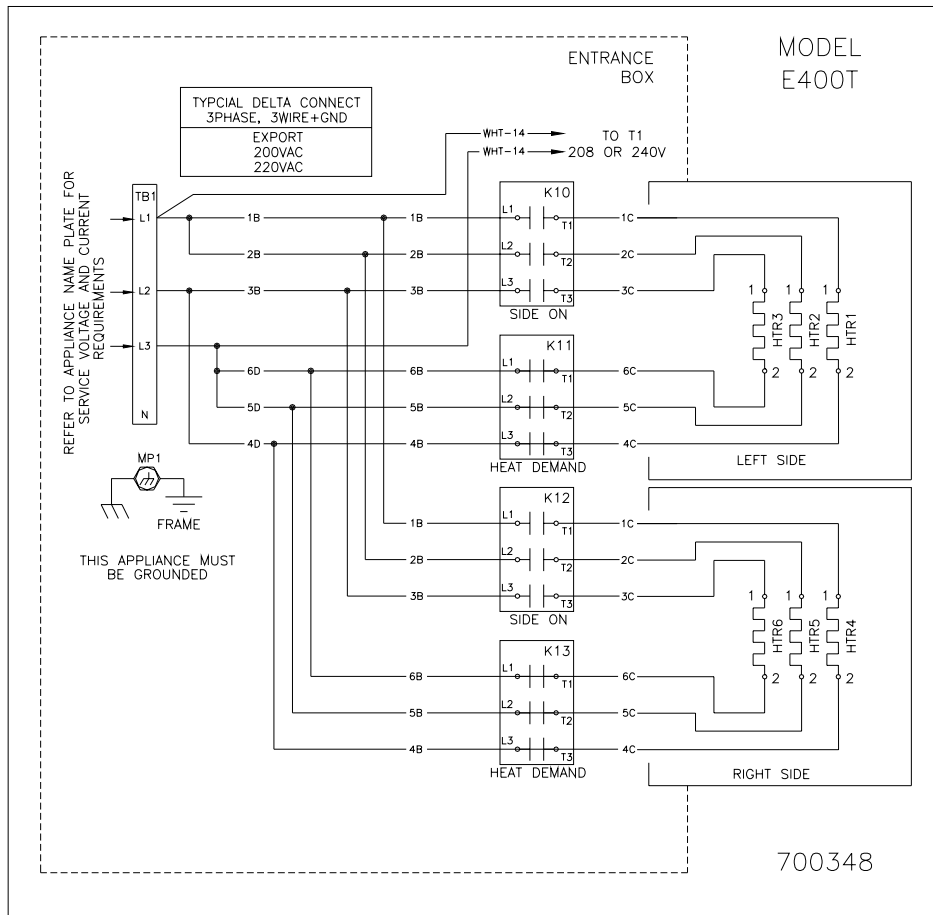 MODEL
E400T
ENTRANCE
BOX
TYPCIAL DELTA CONNECT
3PHASE, 3WIRE+GND
EXPORT
200VAC
220VAC
WHT-14
TO T1
WHT-14
208 OR 240V
REFER TO APPLIANCE NAME PLATE FOR
SERVICE VOLTAGE AND CURRENT
REQUIREMENTS
TB1
L1
L2
L3
N
K10
L1 T1
L2 T2
L3 T3
SIDE ON
1B 1B 1C
2B 2C
3B 3B 3C
K11
L1 T1
L2 T2
L3 T3
HEAT DEMAND
6D 6B 6C
5D 5B 5C
4D 4B 4C
1 1 1
HTR3 HTR2 HTR1
2 2 2
LEFT SIDE
MP1
FRAME
THIS APPLIANCE MUST
BE GROUNDED
K12
L1 T1
L2 T2
L3 T3
SIDE ON
1B 1C
2B 2C
3B 3C
K13
L1 T1
L2 T2
L3 T3
HEAT DEMAND
6B 6C
5B 5C
4B 4C
1 1 1
HTR6 HTR5 HTR4
2 2 2
RIGHT SIDE
700348